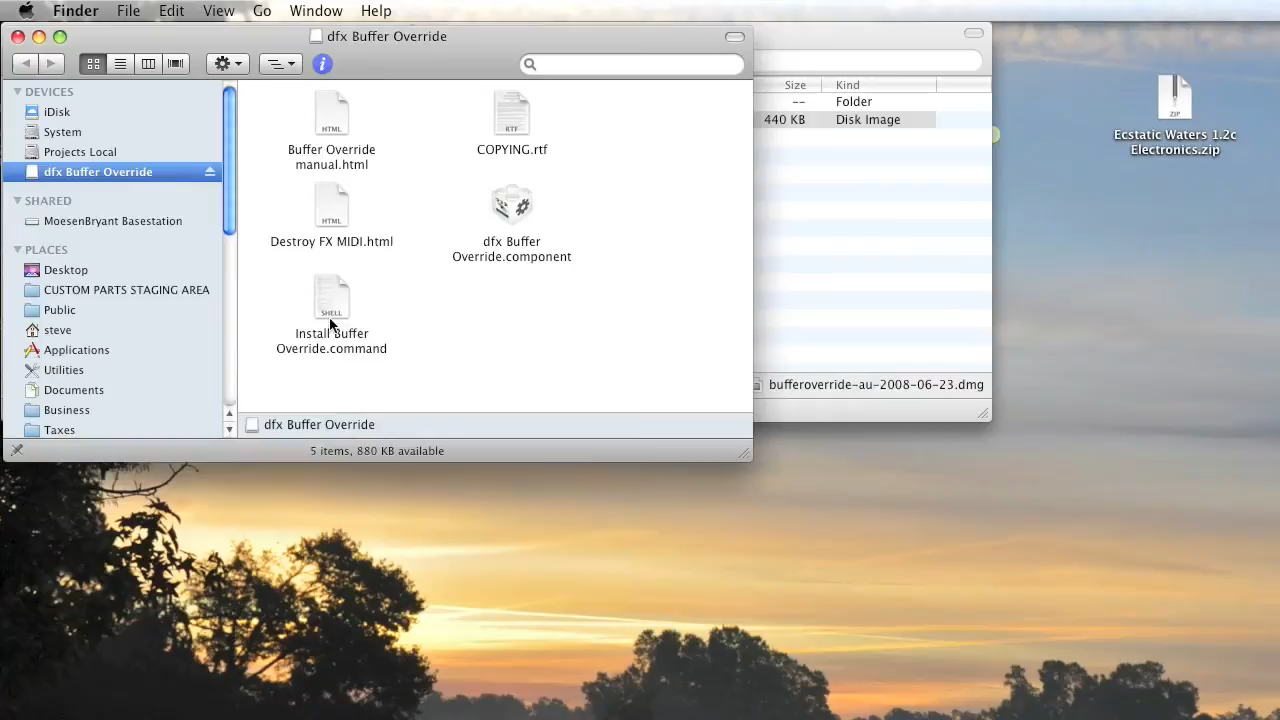 Finder File Edit View Go Window Help
dfx Buffer Override
DEVICES
iDisk
System
Projects Local
dfx Buffer Override
SHARED
MoesenBryant Basestation
PLACES
Desktop
CUSTOM PARTS STAGING AREA
Public
steve
Applications
Utilities
Documents
Business
Taxes
HTML
Buffer Override
manual.html
RTF
COPYING.rtf
HTML
Destroy FX MIDI.html
dfx Buffer
Override.component
SHELL
Install Buffer
Override.command
dfx Buffer Override
5 items, 880 KB available
Size Kind
-- Folder
440 KB Disk Image
bufferoverride-au-2008-06-23.dmg
ZIP
Ecstatic Waters 1.2c
Electronics.zip